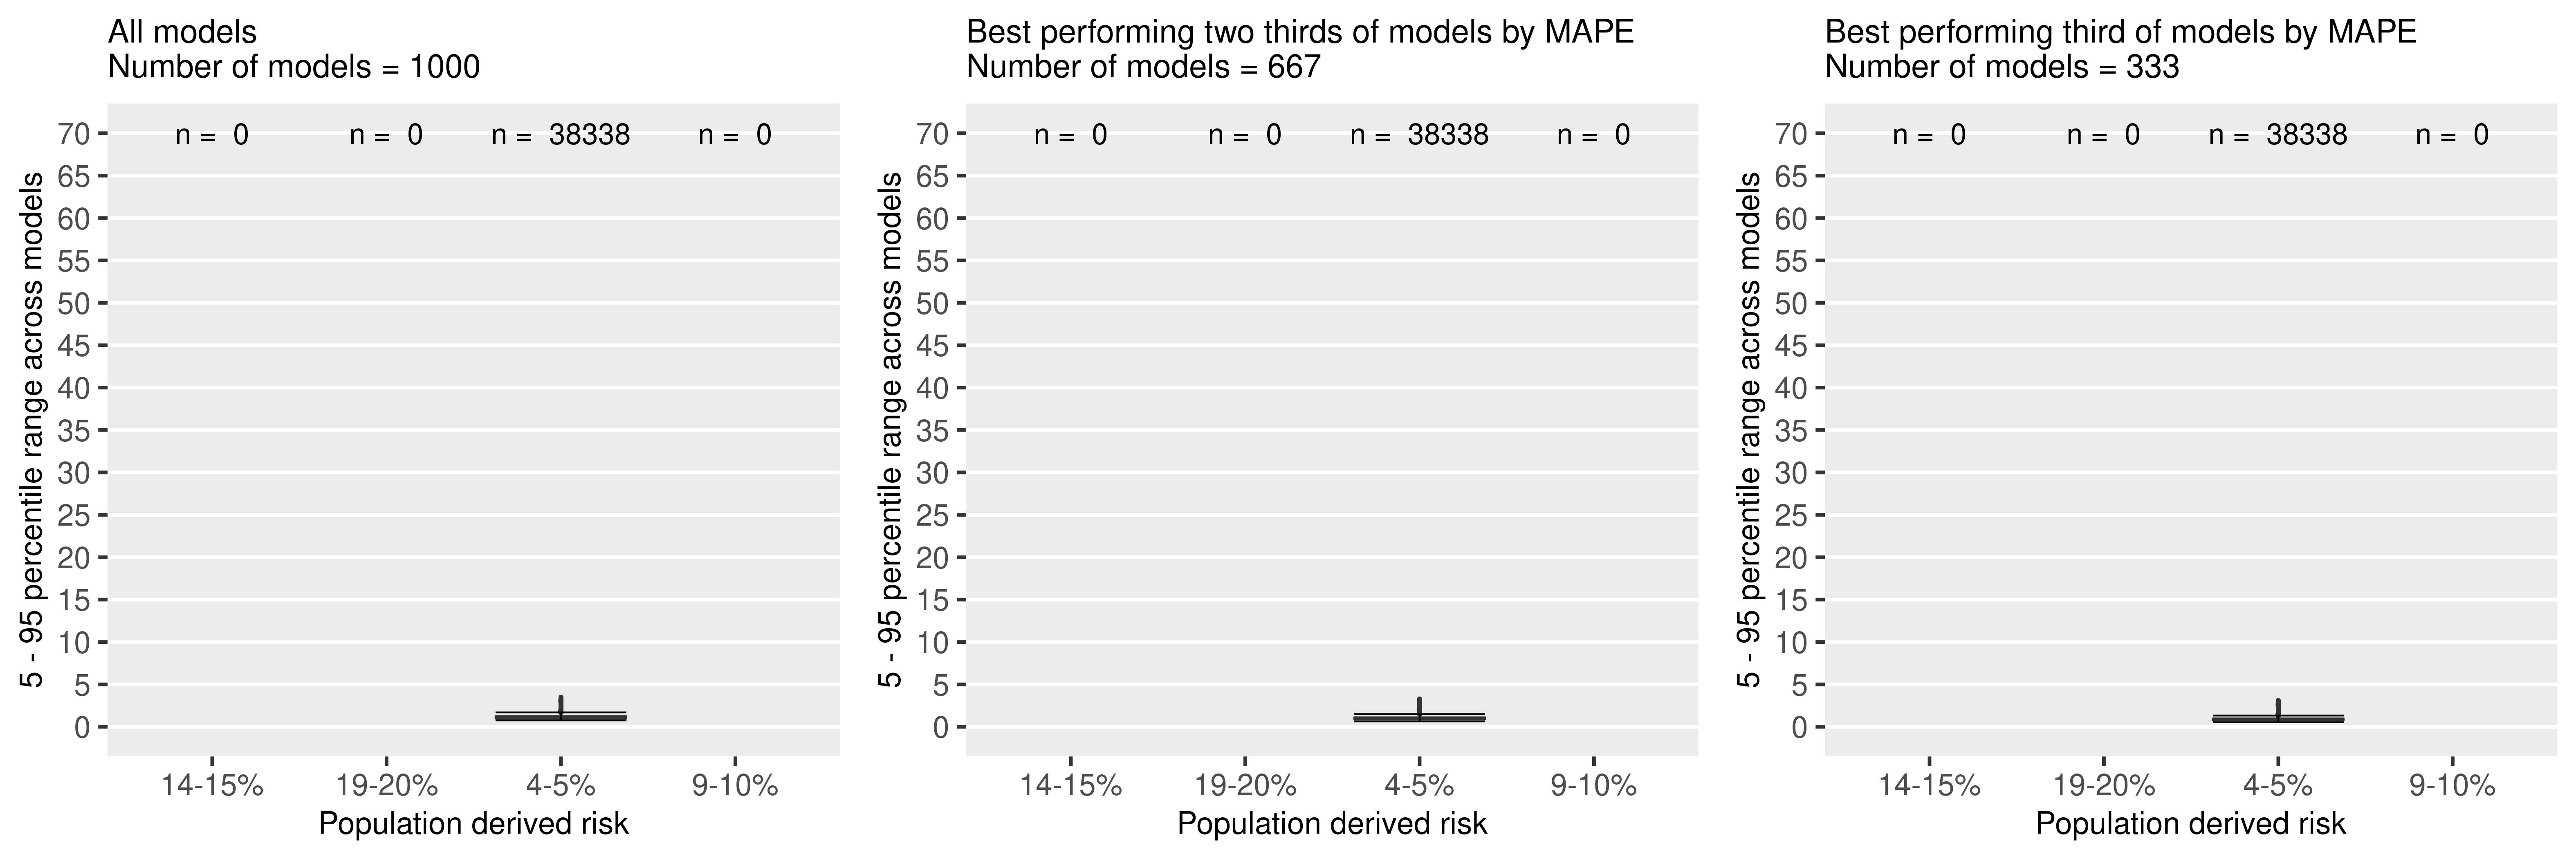 All models
Number of models = 1000
5 - 95 percentile range across models
70
65
60
55
50
45
40
35
30
25
20
15
10
5
0
n = 0 n = 0 n = 38338 n = 0
14-15% 19-20% 4-5% 9-10%
Population derived risk
Best performing two thirds of models by MAPE
Number of models = 667
5 - 95 percentile range across models
70
65
60
55
50
45
40
35
30
25
20
15
10
5
0
n = 0 n = 0 n = 38338 n = 0
14-15% 19-20% 4-5% 9-10%
Population derived risk
Best performing third of models by MAPE
Number of models = 333
5 - 95 percentile range across models
70
65
60
55
50
45
40
35
30
25
20
15
10
5
0
n = 0 n = 0 n = 38338 n = 0
14-15% 19-20% 4-5% 9-10%
Population derived risk